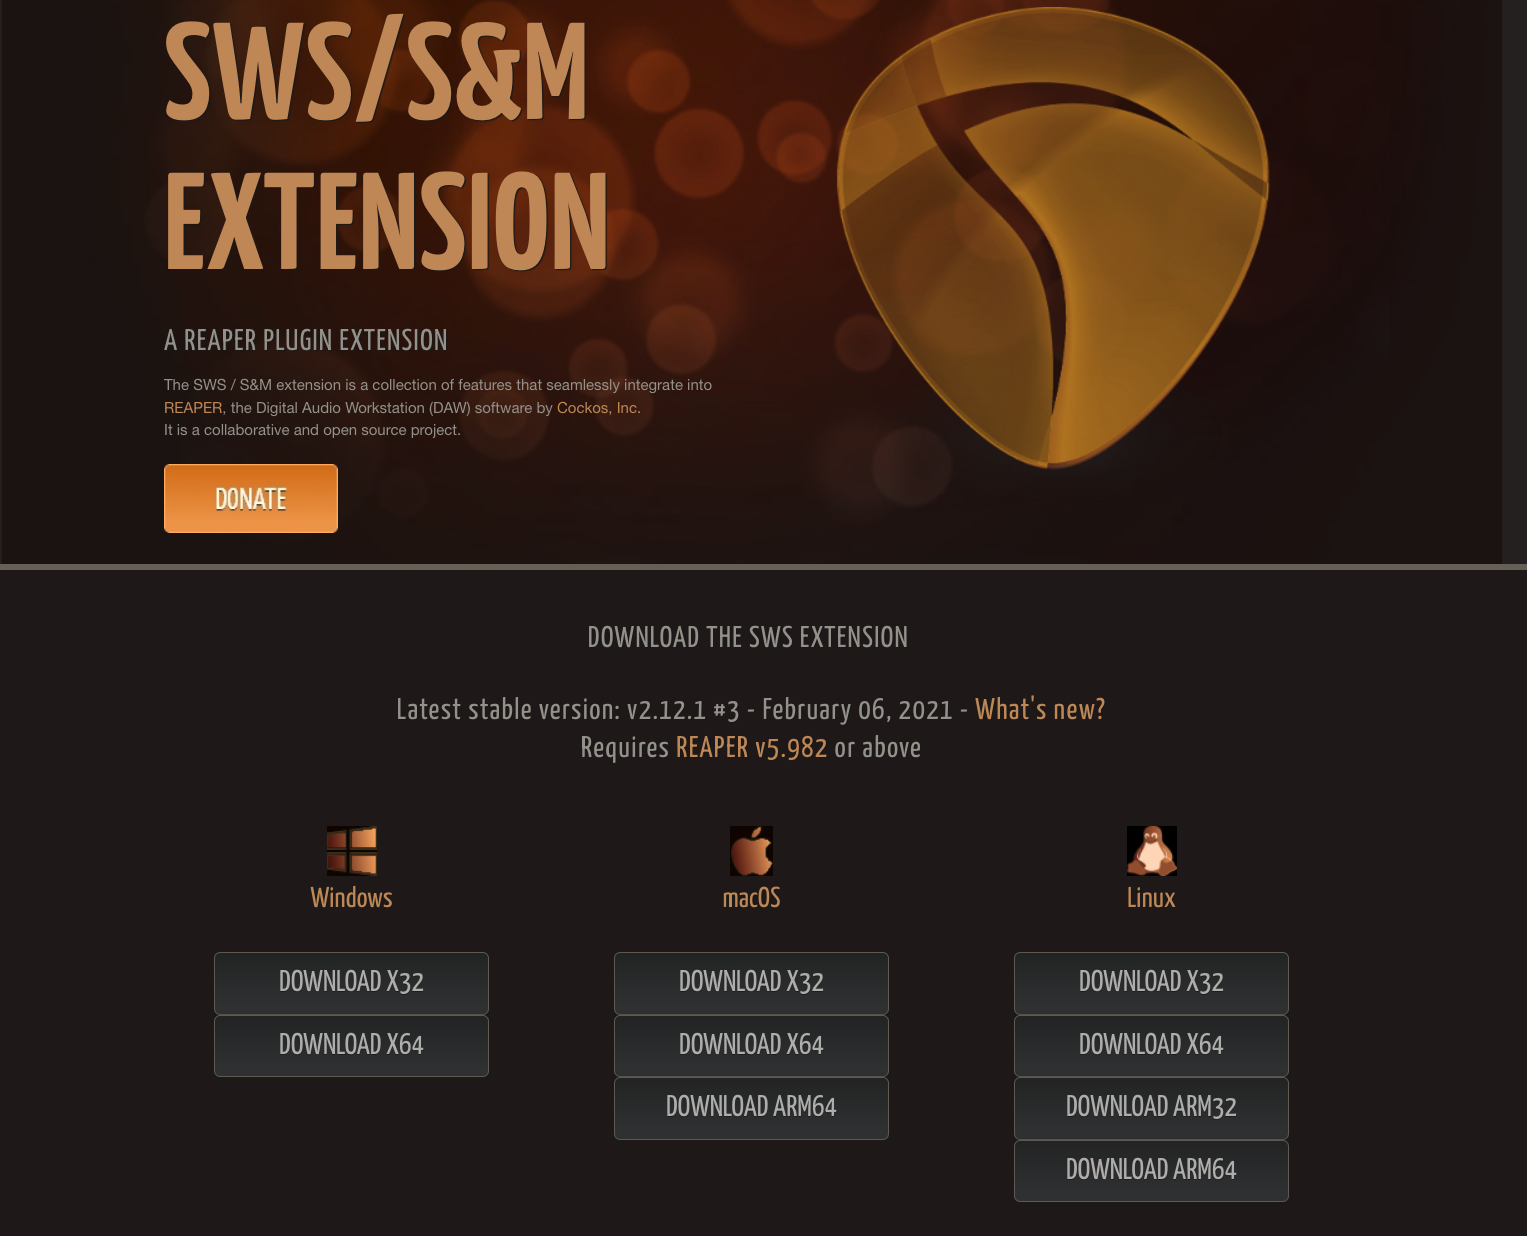 SWS/S&M
EXTENSION
A REAPER PLUGIN EXTENSION
The SWS / S&M extension is a collection of features that seamlessly integrate into
REAPER, the Digital Audio Workstation (DAW) software by Cockos, Inc.
It is a collaborative and open source project.
DONATE
DOWNLOAD THE SWS EXTENSION
Latest stable version: v2.12.1 #3 - February 06, 2021 - What's new?
Requires REAPER v5.982 or above
Windows
DOWNLOAD X32
DOWNLOAD X64
macOS
DOWNLOAD X32
DOWNLOAD X64
DOWNLOAD ARM64
Linux
DOWNLOAD X32
DOWNLOAD X64
DOWNLOAD ARM32
DOWNLOAD ARM64